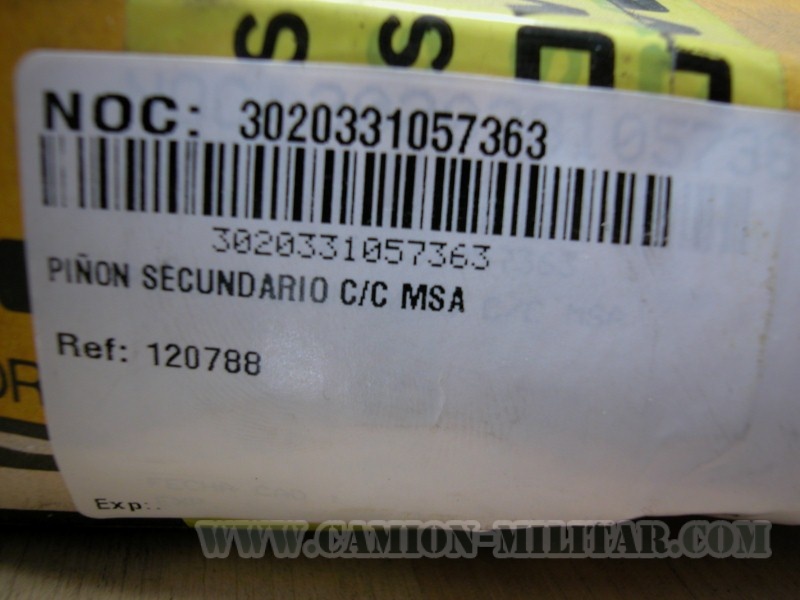 S S
NOC: 3020331057363
3020331057363
PIÑON SECUNDARIO C/C MSA
Ref: 120788
Exp:.
WWW.CAMION-MILITAR.COM